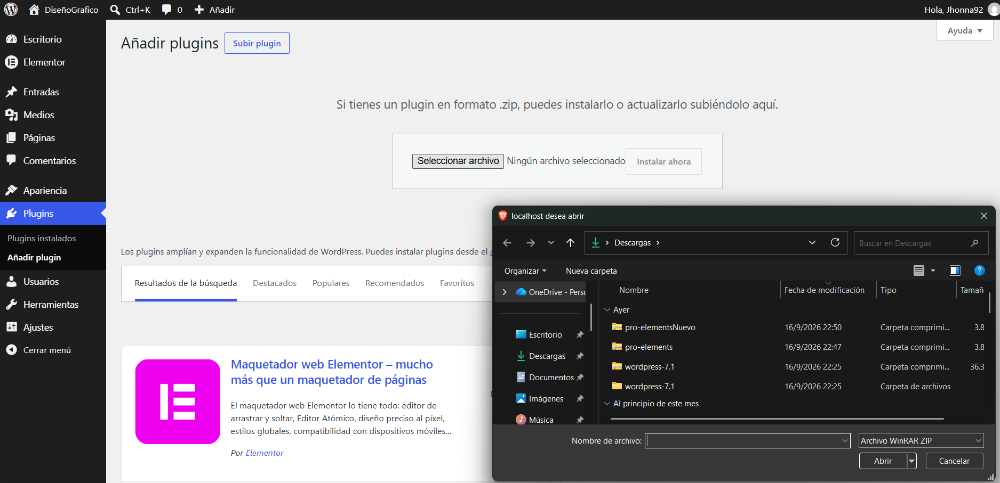 DiseñoGrafico
Ctrl+K
0
Añadir
Hola, Jhonna92
Escritorio
Elementor
Entradas
Medios
Páginas
Comentarios
Apariencia
Plugins
Plugins instalados
Añadir plugin
Usuarios
Herramientas
Ajustes
Cerrar menú
Ayuda
Añadir plugins
Subir plugin
Si tienes un plugin en formato .zip, puedes instalarlo o actualizarlo subiéndolo aquí.
Seleccionar archivo Ningún archivo seleccionado
Instalar ahora
Los plugins amplían y expanden la funcionalidad de WordPress. Puedes instalar plugins desde el
Resultados de la búsqueda
Destacados
Populares
Recomendados
Favoritos
Maquetador web Elementor – mucho
más que un maquetador de páginas
El maquetador web Elementor lo tiene todo: editor de
arrastrar y soltar, Editor Atómico, diseño preciso al píxel,
estilos globales, compatibilidad con dispositivos móviles...
Por Elementor
localhost desea abrir
Descargas
Buscar en Descargas
Organizar
Nueva carpeta
OneDrive - Perso
Escritorio
Descargas
Documentos
Imágenes
Música
Nombre
Fecha de modificación
Tipo
Tamañ
Ayer
pro-elementsNuevo 16/9/2026 22:50 Carpeta comprimi... 3.8
pro-elements 16/9/2026 22:47 Carpeta comprimi... 3.8
wordpress-7.1 16/9/2026 22:25 Carpeta comprimi... 36.3
wordpress-7.1 16/9/2026 22:25 Carpeta de archivos
Al principio de este mes
Nombre de archivo:
Archivo WinRAR ZIP
Abrir
Cancelar